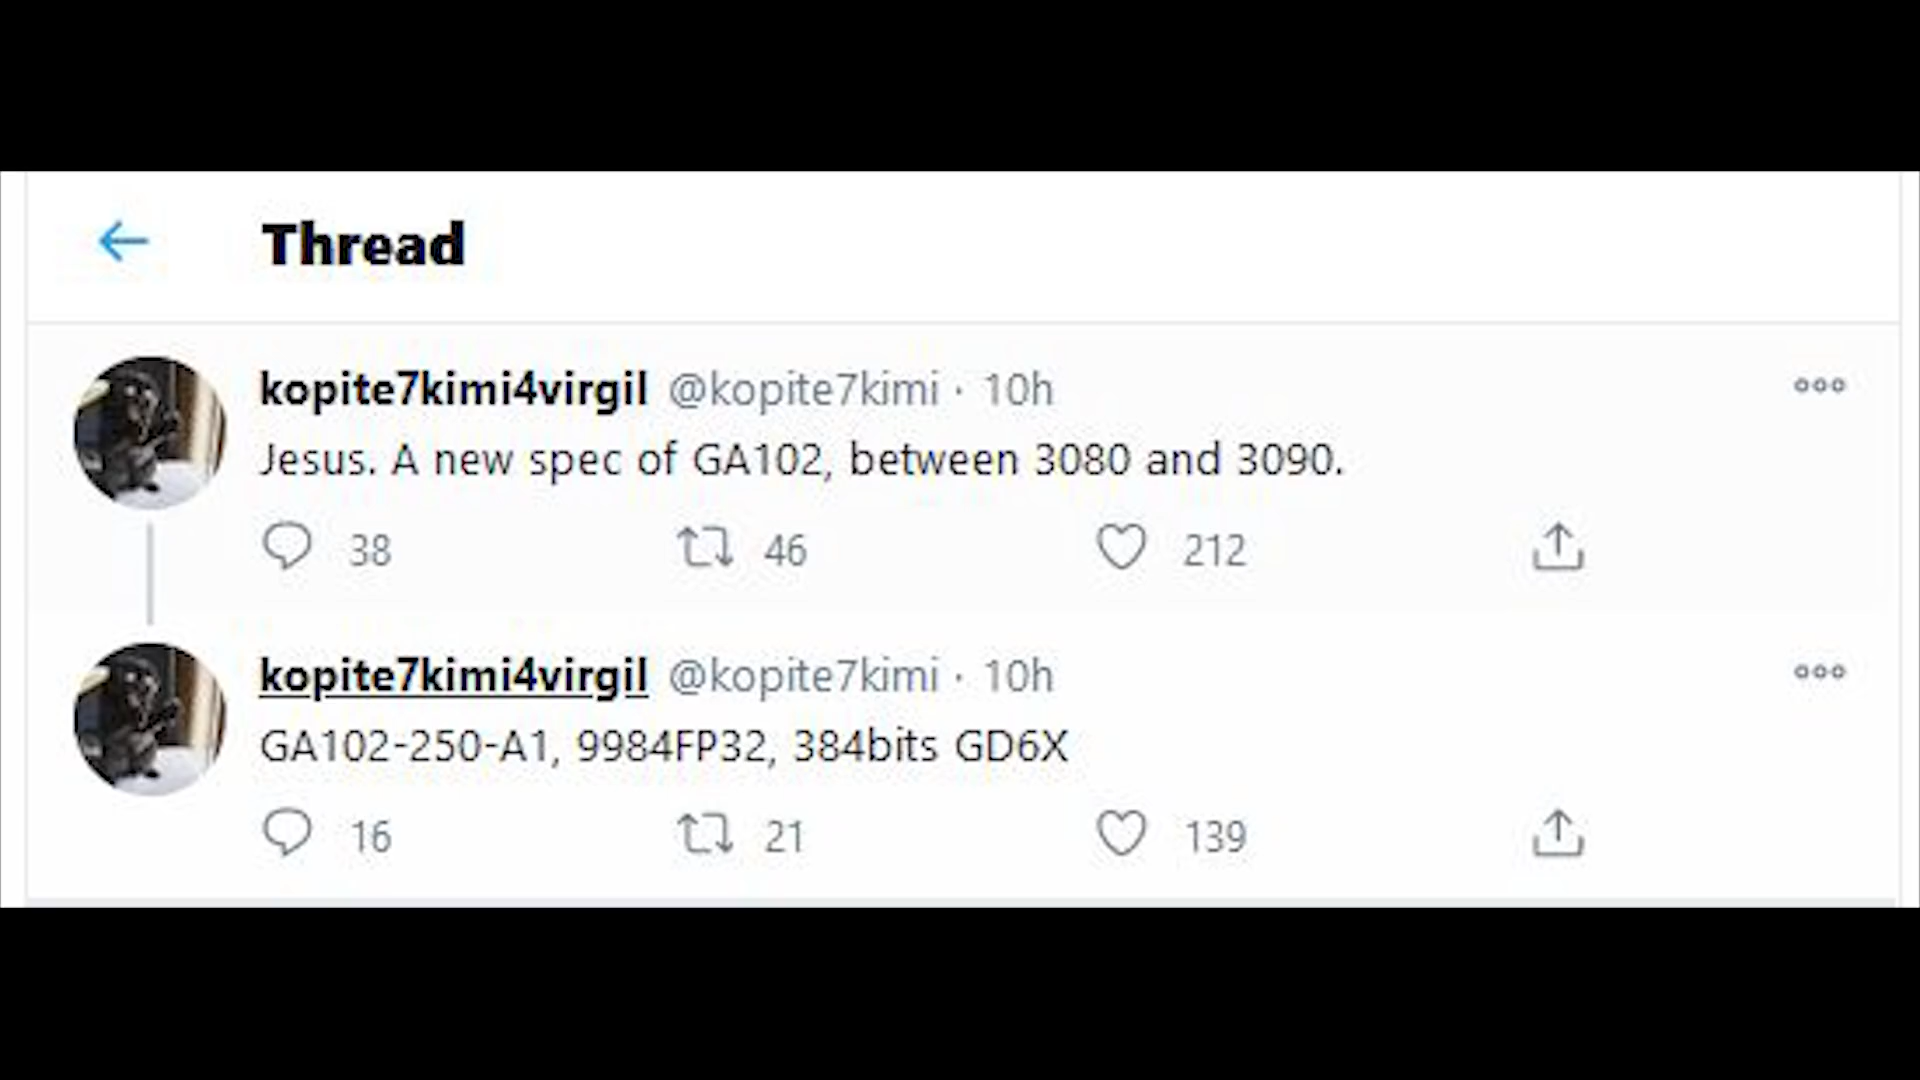 Thread
kopite7kimi4virgil @kopite7kimi · 10h
Jesus. A new spec of GA102, between 3080 and 3090.
38 46 212
kopite7kimi4virgil @kopite7kimi · 10h
GA102-250-A1, 9984FP32, 384bits GD6X
16 21 139